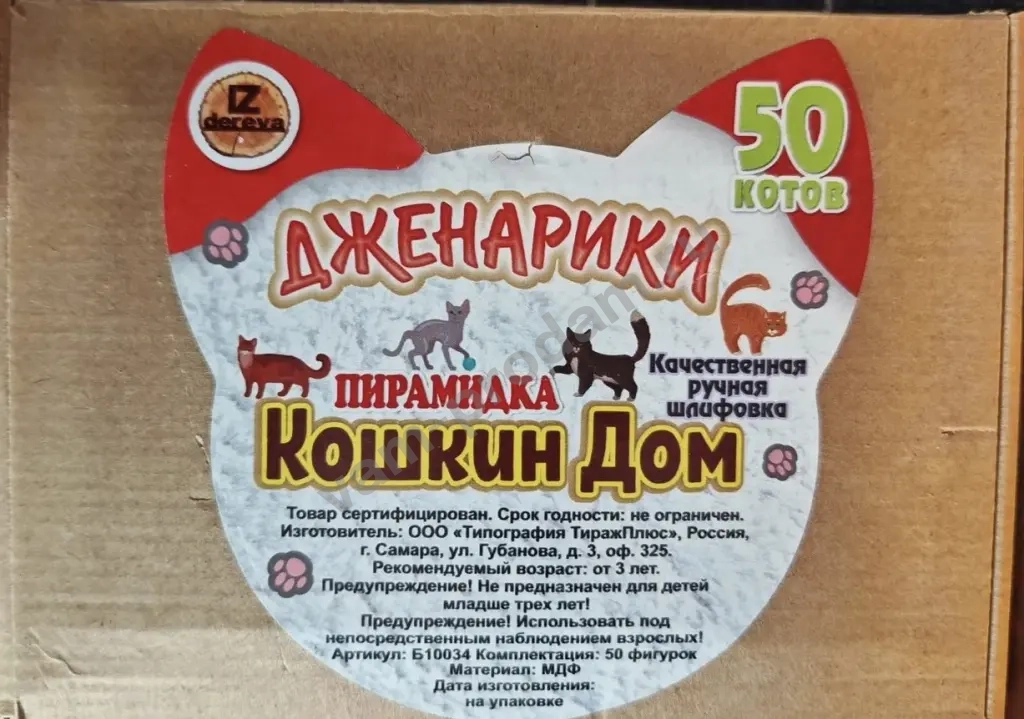 IZ
dereva
50
КОТОВ
ДЖЕНАРИКИ
ПИРАМИДКА
Качественная
ручная
шлифовка
Кошкин Дом
Товар сертифицирован. Срок годности: не ограничен.
Изготовитель: ООО «Типография ТиражПлюс», Россия,
г. Самара, ул. Губанова, д. 3, оф. 325.
Рекомендуемый возраст: от 3 лет.
Предупреждение! Не предназначен для детей
младше трех лет!
Предупреждение! Использовать под
непосредственным наблюдением взрослых!
Артикул: Б10034 Комплектация: 50 фигурок
Материал: МДФ
Дата изготовления:
на упаковке